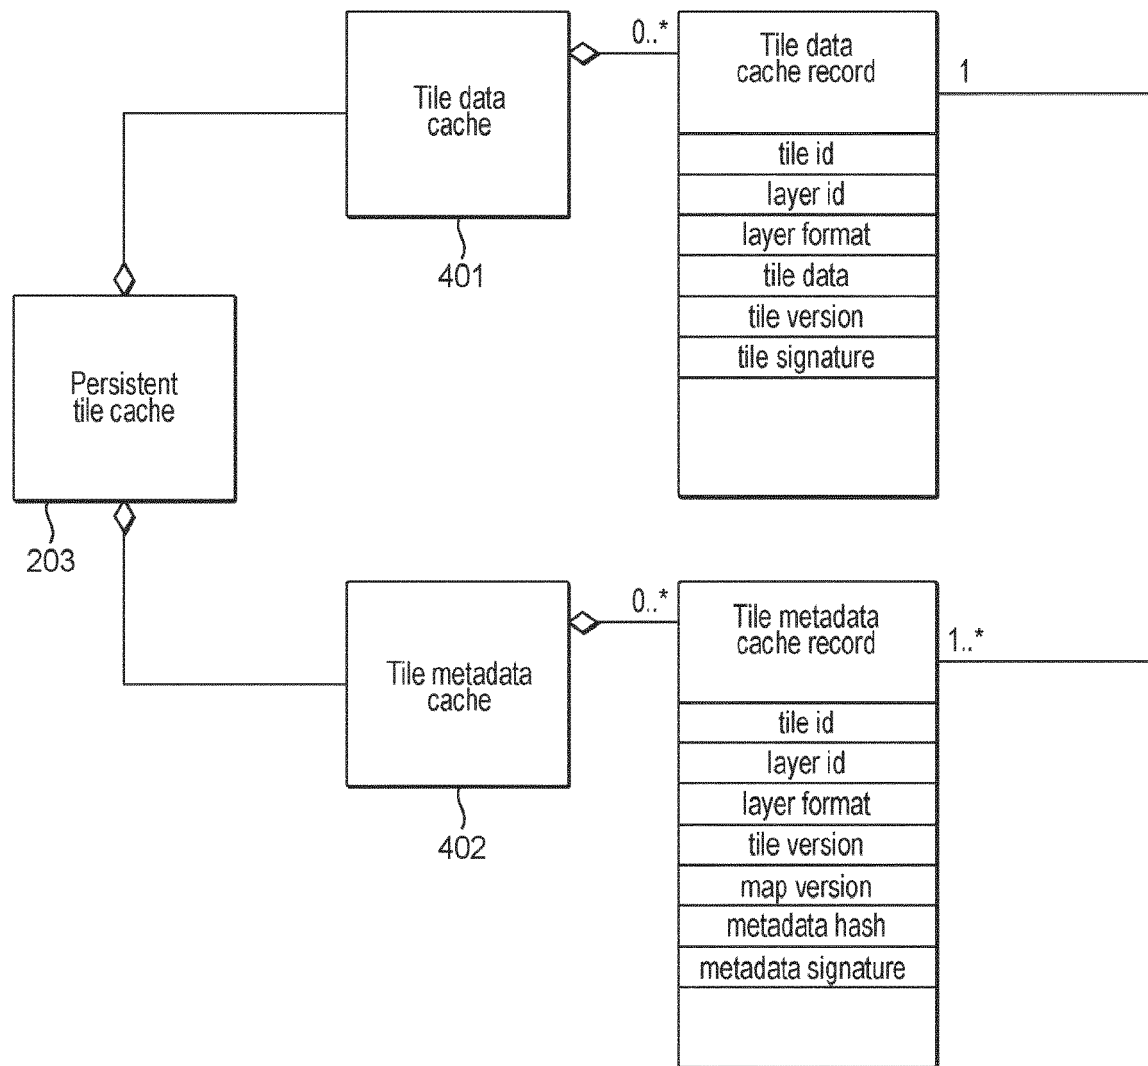 0..*
Tile data
cache record
1
Tile data
cache
tile id
layer id
layer format
tile data
tile version
tile signature
401
Persistent
tile cache
203
0..*
Tile metadata
cache record
1..*
Tile metadata
cache
tile id
layer id
layer format
tile version
map version
metadata hash
metadata signature
402